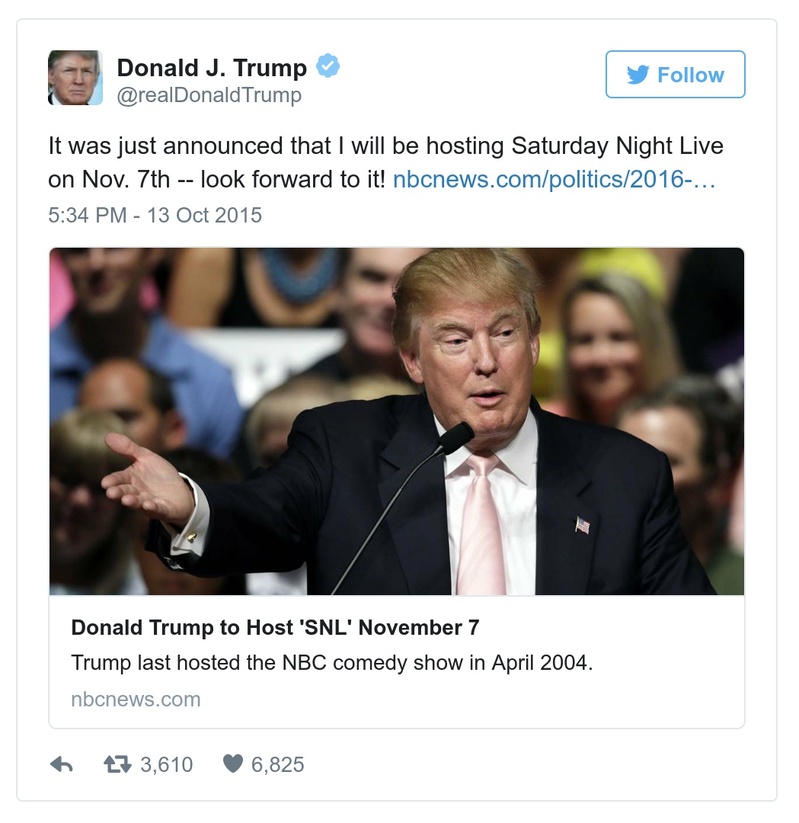 Donald J. Trump
@realDonaldTrump
Follow
It was just announced that I will be hosting Saturday Night Live
on Nov. 7th -- look forward to it! nbcnews.com/politics/2016-…
5:34 PM - 13 Oct 2015
Donald Trump to Host 'SNL' November 7
Trump last hosted the NBC comedy show in April 2004.
nbcnews.com
3,610 6,825